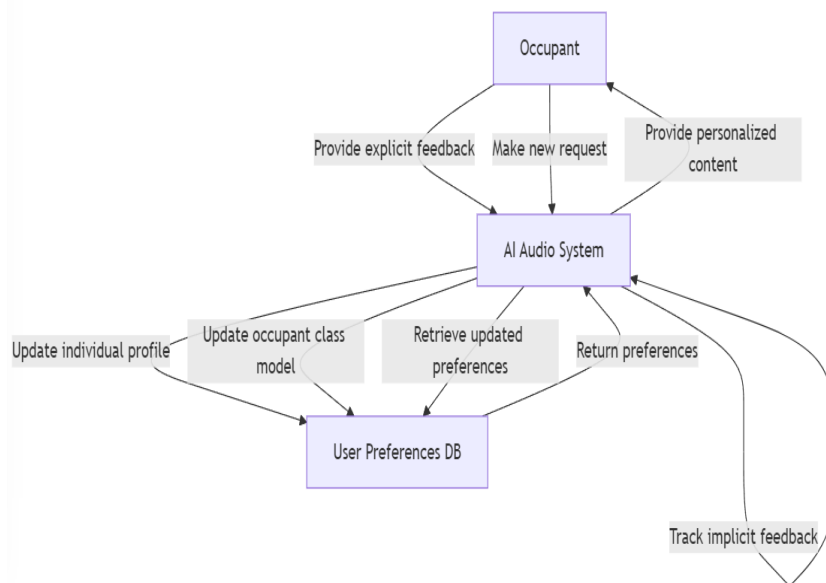 Occupant
Provide explicit feedback
Make new request
Provide personalized
content
AI Audio System
Update individual profile
Update occupant class
model
Retrieve updated
preferences
Return preferences
User Preferences DB
Track implicit feedback